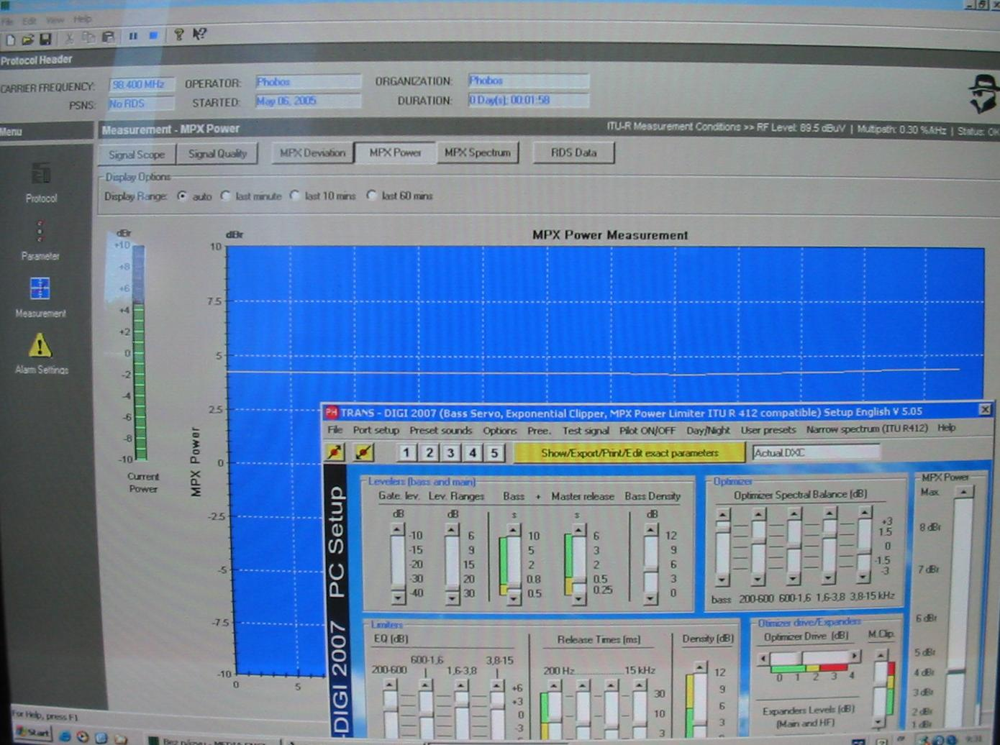 File Edit View Help
Protocol Header
CARRIER FREQUENCY: 98.400 MHz OPERATOR: Phobos ORGANIZATION: Phobos
PSNS: No RDS STARTED: May 06, 2005 DURATION: 0 Day(s); 00:01:58
Menu
Measurement - MPX Power
ITU-R Measurement Conditions >> RF Level: 89.5 dBuV | Multipath: 0.30 %/kHz | Status: OK
Signal Scope Signal Quality MPX Deviation MPX Power MPX Spectrum RDS Data
Display Options
Display Range: auto last minute last 10 mins last 60 mins
Protocol
Parameter
Measurement
Alarm Settings
dBr
+10
+8
+6
+4
+2
0
-2
-4
-6
-8
-10
Current
Power
dBr
MPX Power Measurement
MPX Power
10
7.5
5
2.5
0
-2.5
-5
-7.5
-10
0 5
PH TRANS - DIGI 2007 (Bass Servo, Exponential Clipper, MPX Power Limiter ITU R 412 compatible) Setup English V 5.05
File Port setup Preset sounds Options Pree. Test signal Pilot ON/OFF Day/Night User presets Narrow spectrum (ITU R412) Help
1 2 3 4 5 Show/Export/Print/Edit exact parameters Actual.DXC
-DIGI 2007 PC Setup
Levelers (bass and main)
Gate. lev. Lev. Ranges Bass + Master release Bass Density
dB dB s s dB
-10 6 10 6 12
-15 9 5 3 9
-20 15 2 2 6
-30 20 0.8 0.5 3
-40 30 0.5 0.25 0
Optimizer
Optimizer Spectral Balance (dB)
+3
1.5
0
-1.5
-3
bass 200-600 600-1,6 1,6-3,8 3,8-15 kHz
MPX Power
Max.
8 dBr
7 dBr
6 dBr
5 dBr
4 dBr
3 dBr
2 dBr
1 dBr
Limiters
EQ (dB) Release Times (ms) Density (dB)
600-1,6 3,8-15
200-600 1,6-3,8
200 Hz 15 kHz
+6
+3
0
-3
30
10
3
12
9
6
3
Otimizer drive/Expanders
Optimizer Drive (dB) M.Clip.
0 1 2 3 4
Expanders Levels (dB)
(Main and HF)
For Help, press F1
Start